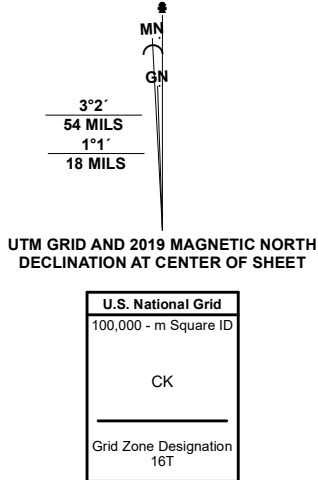 MN
GN
3°2´
54 MILS
1°1´
18 MILS
UTM GRID AND 2019 MAGNETIC NORTH
DECLINATION AT CENTER OF SHEET
U.S. National Grid
100,000 - m Square ID
CK
Grid Zone Designation
16T